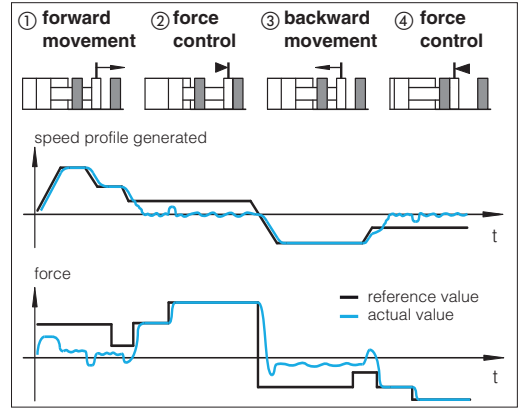 ① forward movement
② force control
③ backward movement
④ force control
speed profile generated
t
force
reference value
actual value
t